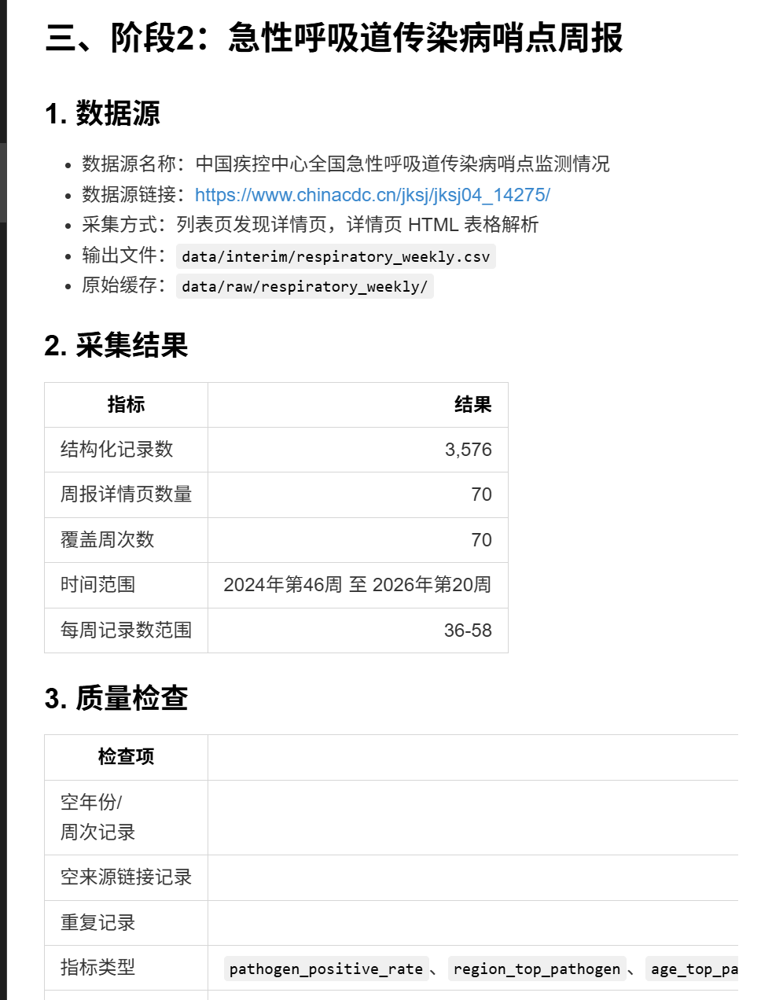 三、阶段2：急性呼吸道传染病哨点周报
1. 数据源
数据源名称：中国疾控中心全国急性呼吸道传染病哨点监测情况
数据源链接：https://www.chinacdc.cn/jksj/jksj04_14275/
采集方式：列表页发现详情页，详情页 HTML 表格解析
输出文件：data/interim/respiratory_weekly.csv
原始缓存：data/raw/respiratory_weekly/
2. 采集结果
指标 结果
结构化记录数 3,576
周报详情页数量 70
覆盖周次数 70
时间范围 2024年第46周 至 2026年第20周
每周记录数范围 36-58
3. 质量检查
检查项
空年份/
周次记录
空来源链接记录
重复记录
指标类型 pathogen_positive_rate、region_top_pathogen、age_top_pa